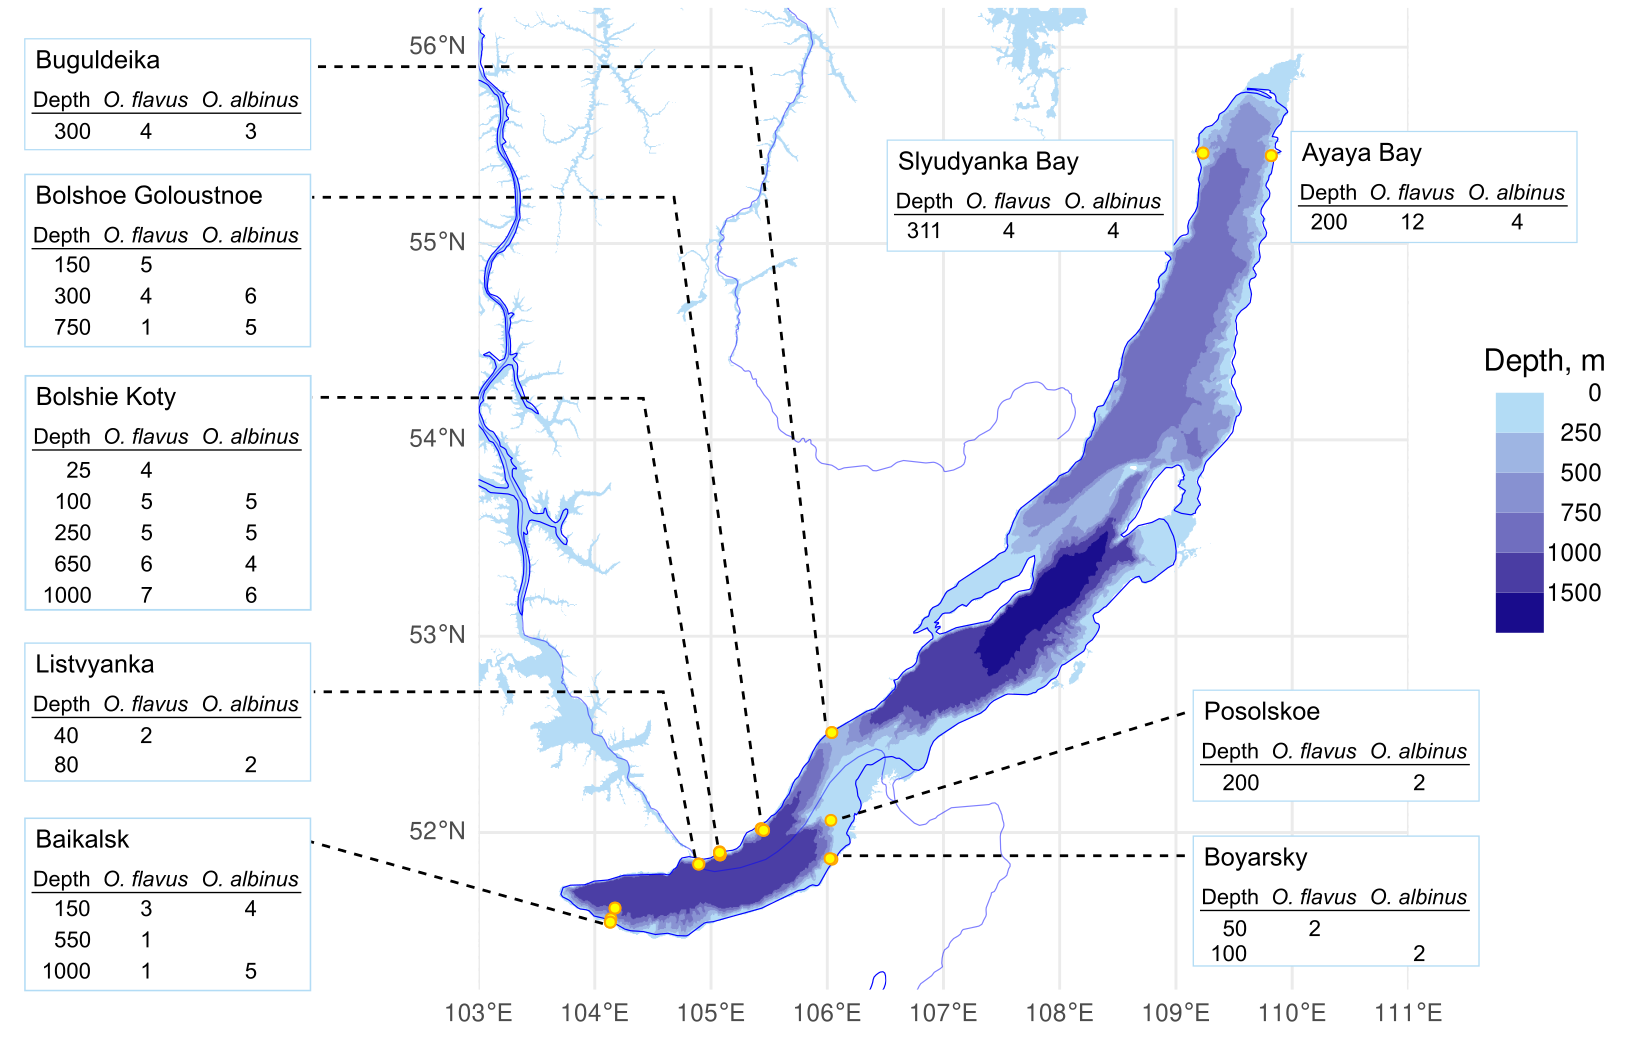 Buguldeika
Depth O. flavus O. albinus
300 4 3
Bolshoe Goloustnoe
Depth O. flavus O. albinus
150 5
300 4 6
750 1 5
Bolshie Koty
Depth O. flavus O. albinus
25 4
100 5 5
250 5 5
650 6 4
1000 7 6
Listvyanka
Depth O. flavus O. albinus
40 2
80 2
Baikalsk
Depth O. flavus O. albinus
150 3 4
550 1
1000 1 5
56°N
55°N
54°N
53°N
52°N
Slyudyanka Bay
Depth O. flavus O. albinus
311 4 4
Ayaya Bay
Depth O. flavus O. albinus
200 12 4
Depth, m
0
250
500
750
1000
1500
Posolskoe
Depth O. flavus O. albinus
200 2
Boyarsky
Depth O. flavus O. albinus
50 2
100 2
103°E 104°E 105°E 106°E 107°E 108°E 109°E 110°E 111°E